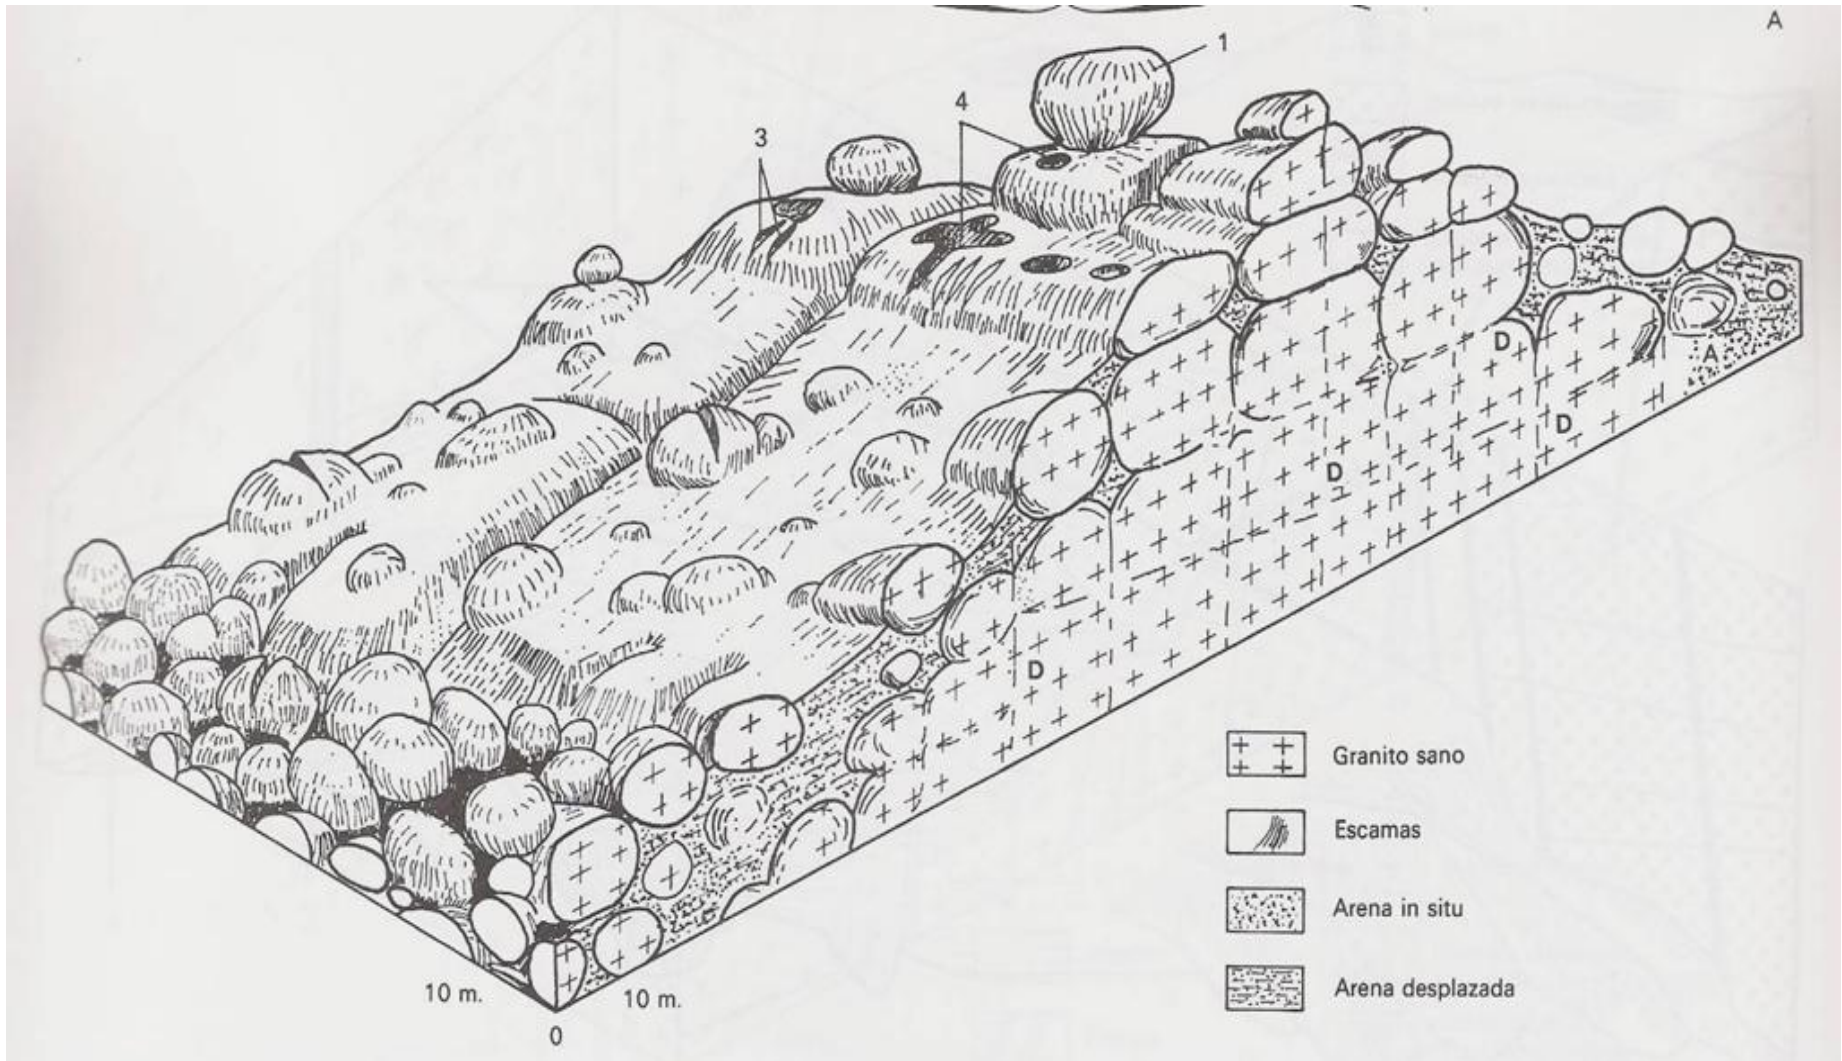 A
1
4
3
D
A
D
D
D
Granito sano
Escamas
Arena in situ
Arena desplazada
10 m.
10 m.
0